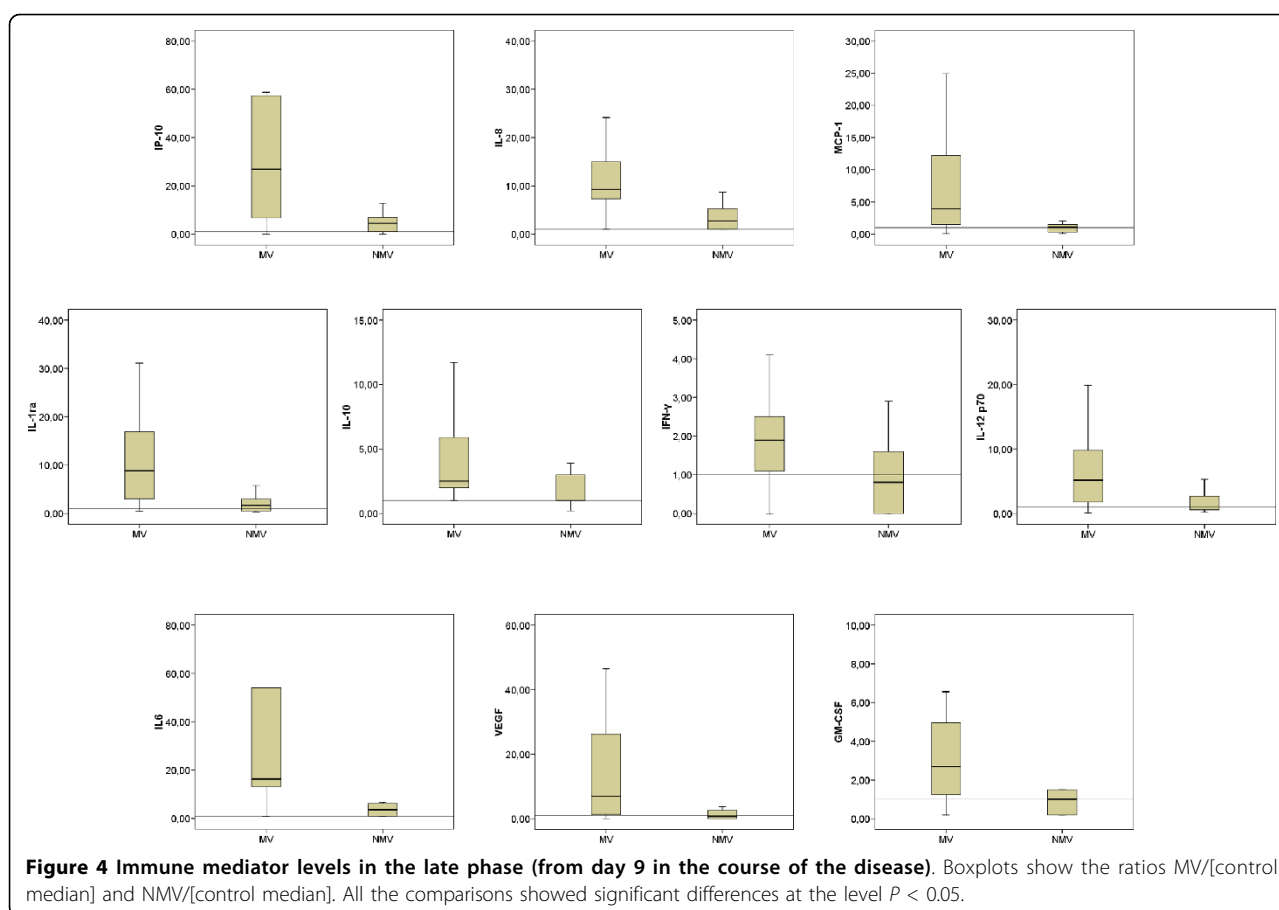 80,00
60,00
40,00
20,00
0,00
IP-10
MV
NMV
40,00
30,00
20,00
10,00
0,00
IL-8
MV
NMV
30,00
25,00
20,00
15,00
10,00
5,00
0,00
MCP-1
MV
NMV
40,00
30,00
20,00
10,00
0,00
IL-1ra
MV
NMV
15,00
10,00
5,00
0,00
IL-10
MV
NMV
5,00
4,00
3,00
2,00
1,00
0,00
IFN-γ
MV
NMV
30,00
20,00
10,00
0,00
IL-12 p70
MV
NMV
80,00
60,00
40,00
20,00
0,00
IL6
MV
NMV
60,00
40,00
20,00
0,00
VEGF
MV
NMV
10,00
8,00
6,00
4,00
2,00
0,00
GM-CSF
MV
NMV
Figure 4 Immune mediator levels in the late phase (from day 9 in the course of the disease). Boxplots show the ratios MV/[control
median] and NMV/[control median]. All the comparisons showed significant differences at the level P < 0.05.